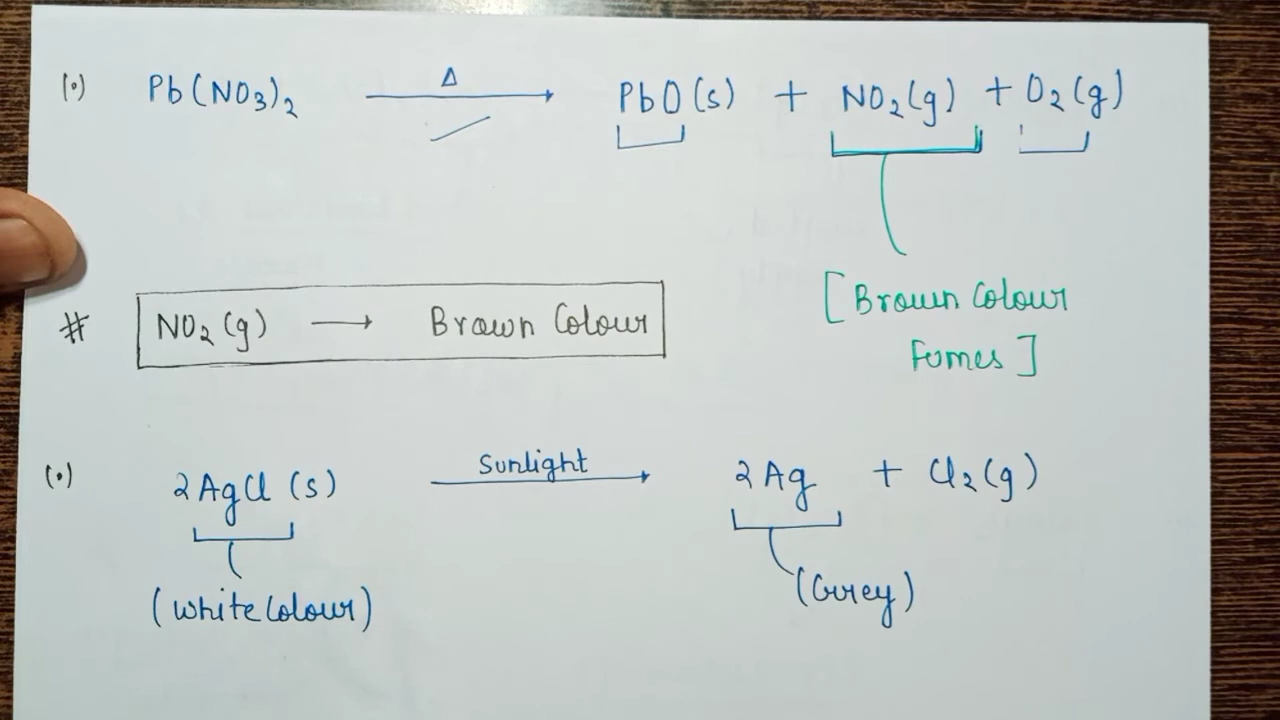 (•) Pb(NO₃)₂ —Δ→ PbO(s) + NO₂(g) + O₂(g)
[Brown Colour
Fumes]
# NO₂(g) → Brown Colour
(•) 2AgCl(s) —Sunlight→ 2Ag + Cl₂(g)
(White Colour) (Grey)